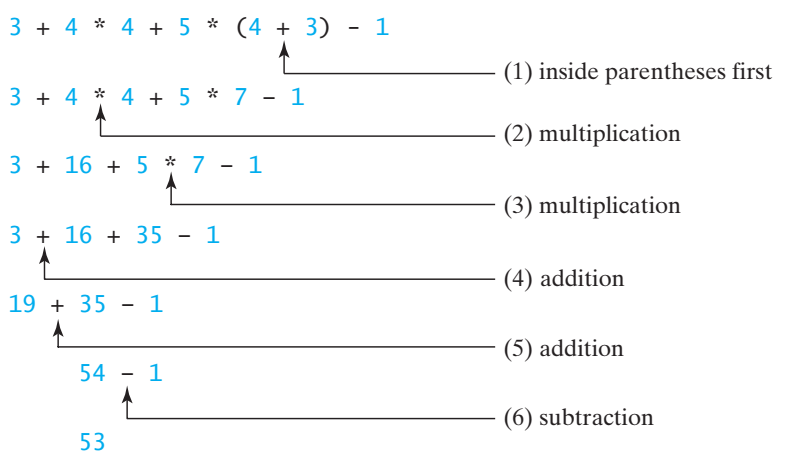 3 + 4 * 4 + 5 * (4 + 3) – 1
(1) inside parentheses first
3 + 4 * 4 + 5 * 7 – 1
(2) multiplication
3 + 16 + 5 * 7 – 1
(3) multiplication
3 + 16 + 35 – 1
(4) addition
19 + 35 – 1
(5) addition
54 – 1
(6) subtraction
53